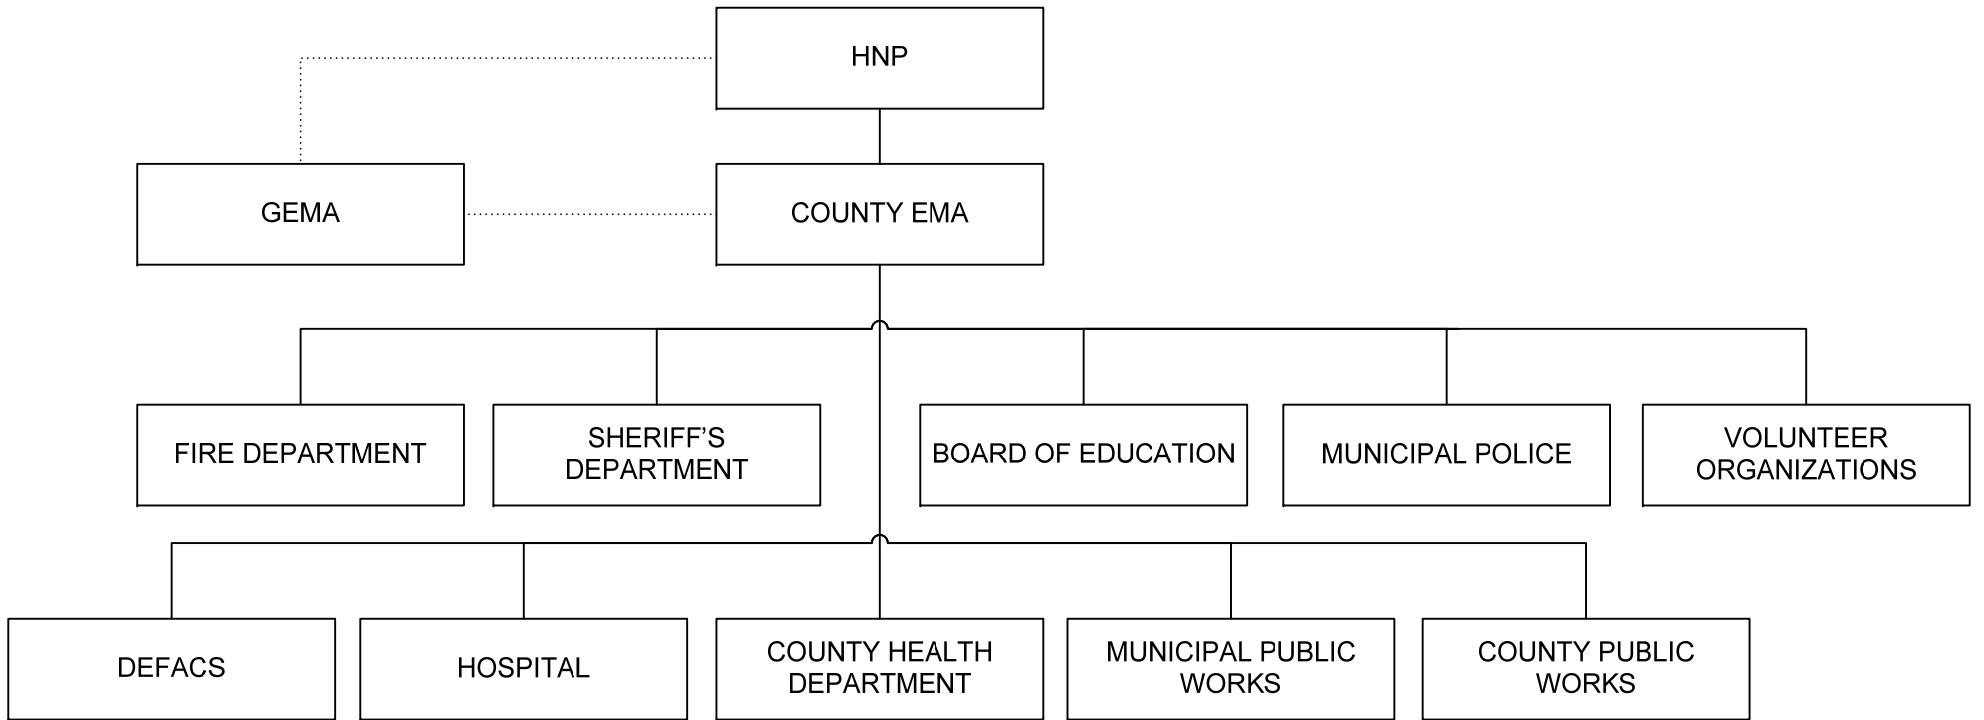 HNP
GEMA
COUNTY EMA
FIRE DEPARTMENT
SHERIFF’S
DEPARTMENT
BOARD OF EDUCATION
MUNICIPAL POLICE
VOLUNTEER
ORGANIZATIONS
DEFACS
HOSPITAL
COUNTY HEALTH
DEPARTMENT
MUNICIPAL PUBLIC
WORKS
COUNTY PUBLIC
WORKS